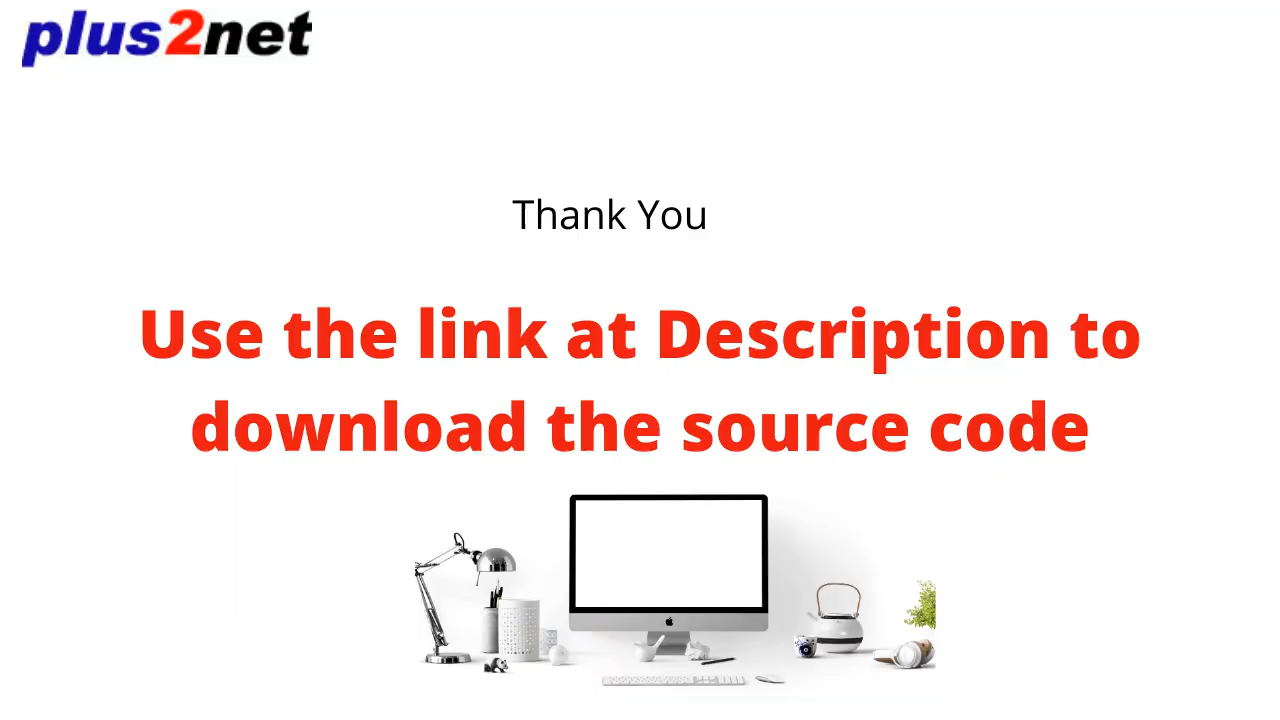 plus2net
Thank You
Use the link at Description to
download the source code